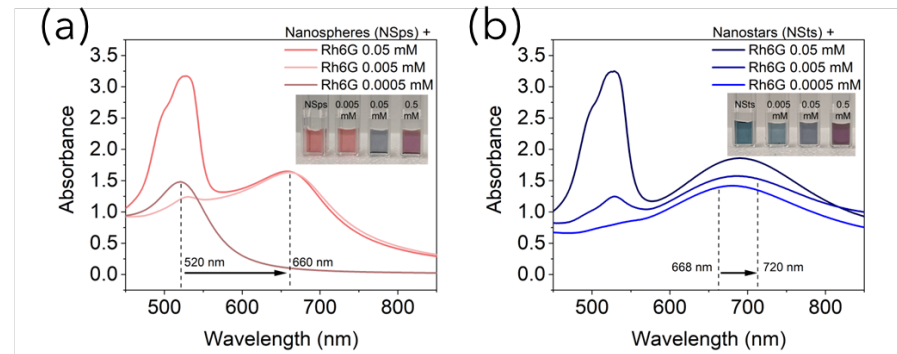 (a)
Nanospheres (NSps) +
Rh6G 0.05 mM
Rh6G 0.005 mM
Rh6G 0.0005 mM
NSps 0.005 mM 0.05 mM 0.5 mM
3.5
3.0
2.5
2.0
1.5
1.0
0.5
0.0
Absorbance
520 nm
660 nm
500 600 700 800
Wavelength (nm)
(b)
Nanostars (NSts) +
Rh6G 0.05 mM
Rh6G 0.005 mM
Rh6G 0.0005 mM
NSts 0.005 mM 0.05 mM 0.5 mM
3.5
3.0
2.5
2.0
1.5
1.0
0.5
0.0
Absorbance
668 nm
720 nm
500 600 700 800
Wavelength (nm)